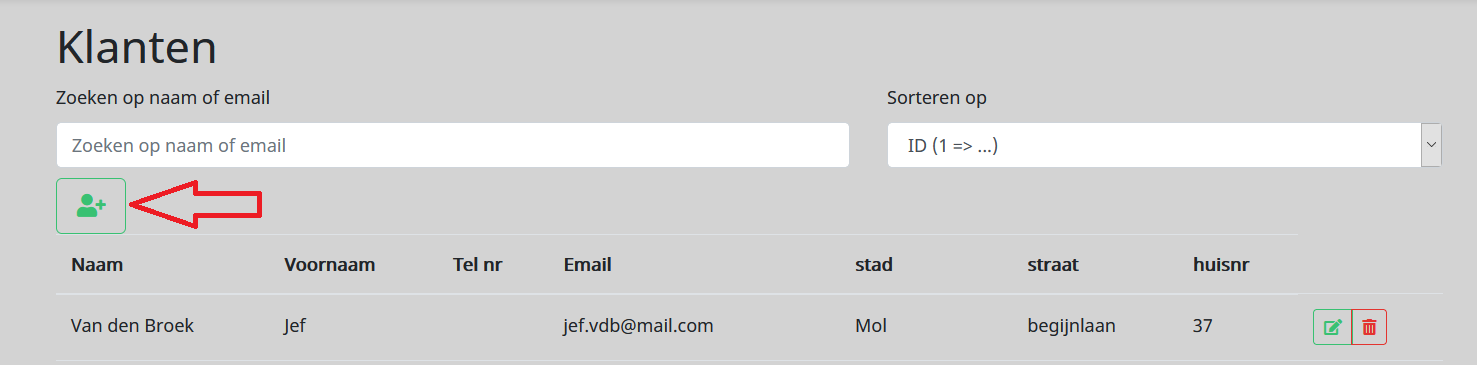 Klanten
Zoeken op naam of email
Sorteren op
Zoeken op naam of email
ID (1 => ...)
Naam Voornaam Tel nr Email stad straat huisnr
Van den Broek Jef jef.vdb@mail.com Mol begijnlaan 37